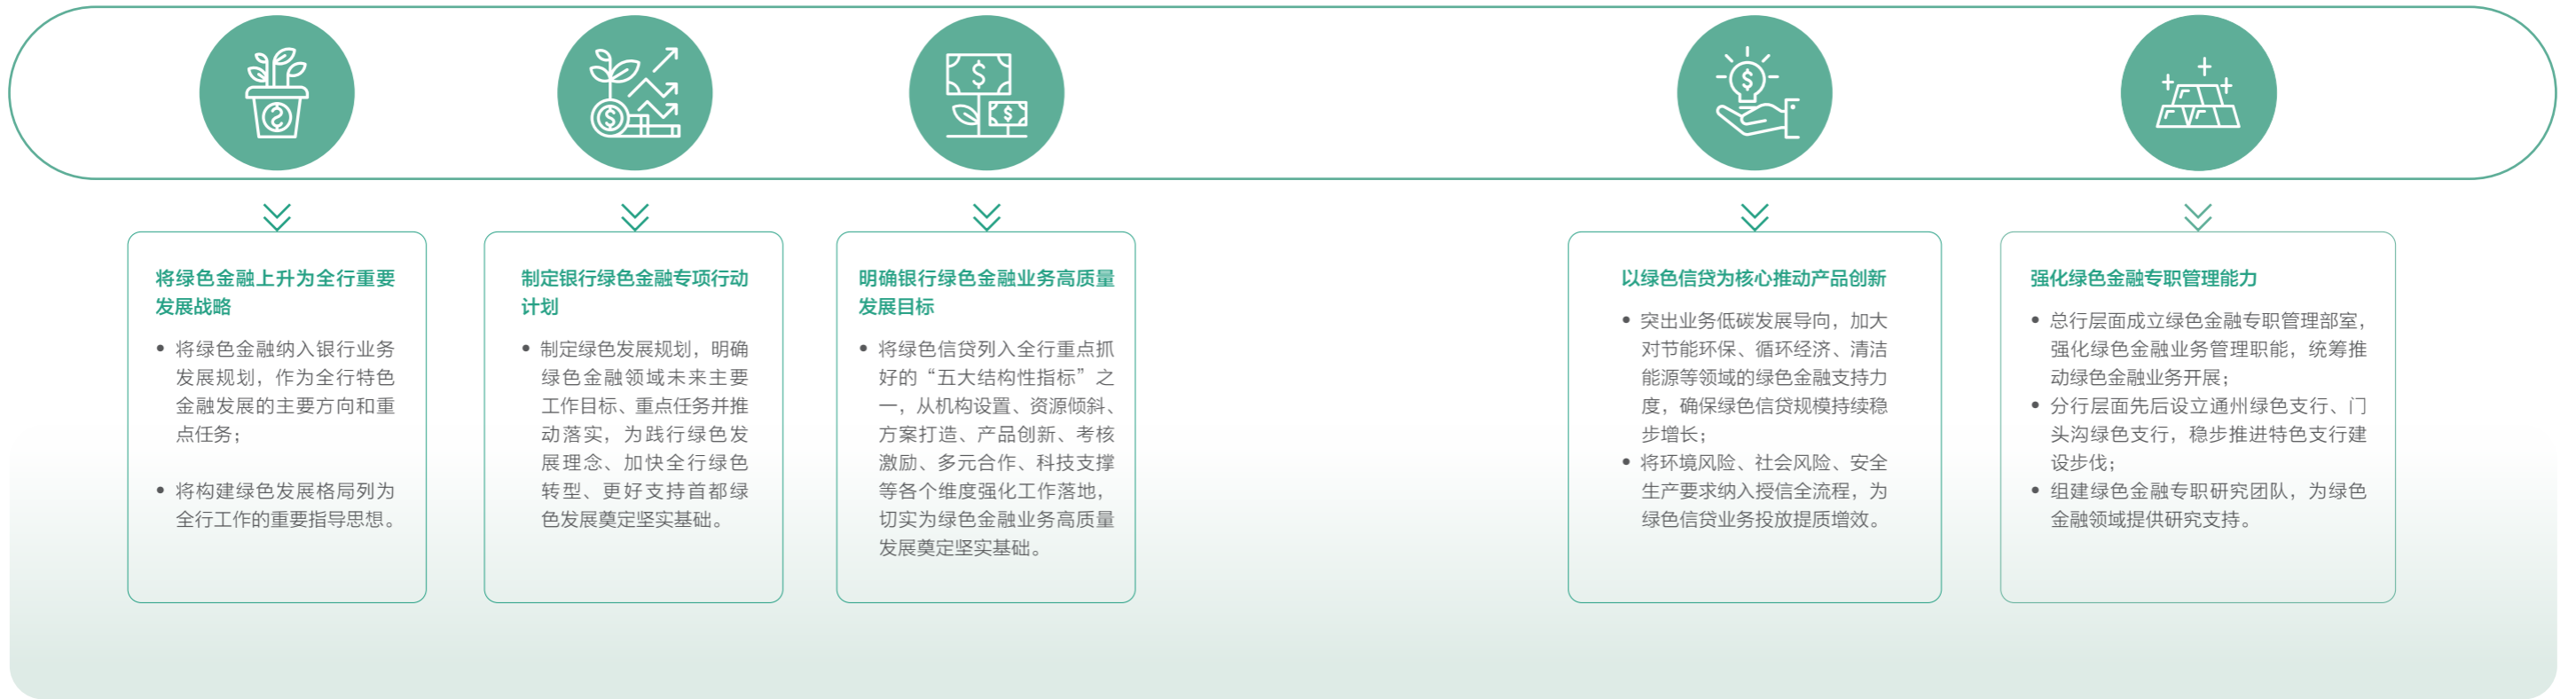 将绿色金融上升为全行重要
发展战略
• 将绿色金融纳入银行业务
发展规划，作为全行特色
金融发展的主要方向和重
点任务；
• 将构建绿色发展格局列为
全行工作的重要指导思想。
制定银行绿色金融专项行动
计划
• 制定绿色发展规划，明确
绿色金融领域未来主要
工作目标、重点任务并推
动落实，为践行绿色发
展理念、加快全行绿色
转型、更好支持首都绿
色发展奠定坚实基础。
明确银行绿色金融业务高质量
发展目标
• 将绿色信贷列入全行重点抓
好的“五大结构性指标”之
一，从机构设置、资源倾斜、
方案打造、产品创新、考核
激励、多元合作、科技支撑
等各个维度强化工作落地，
切实为绿色金融业务高质量
发展奠定坚实基础。
以绿色信贷为核心推动产品创新
• 突出业务低碳发展导向，加大
对节能环保、循环经济、清洁
能源等领域的绿色金融支持力
度，确保绿色信贷规模持续稳
步增长；
• 将环境风险、社会风险、安全
生产要求纳入授信全流程，为
绿色信贷业务投放提质增效。
强化绿色金融专职管理能力
• 总行层面成立绿色金融专职管理部室，
强化绿色金融业务管理职能，统筹推
动绿色金融业务开展；
• 分行层面先后设立通州绿色支行、门
头沟绿色支行，稳步推进特色支行建
设步伐；
• 组建绿色金融专职研究团队，为绿色
金融领域提供研究支持。